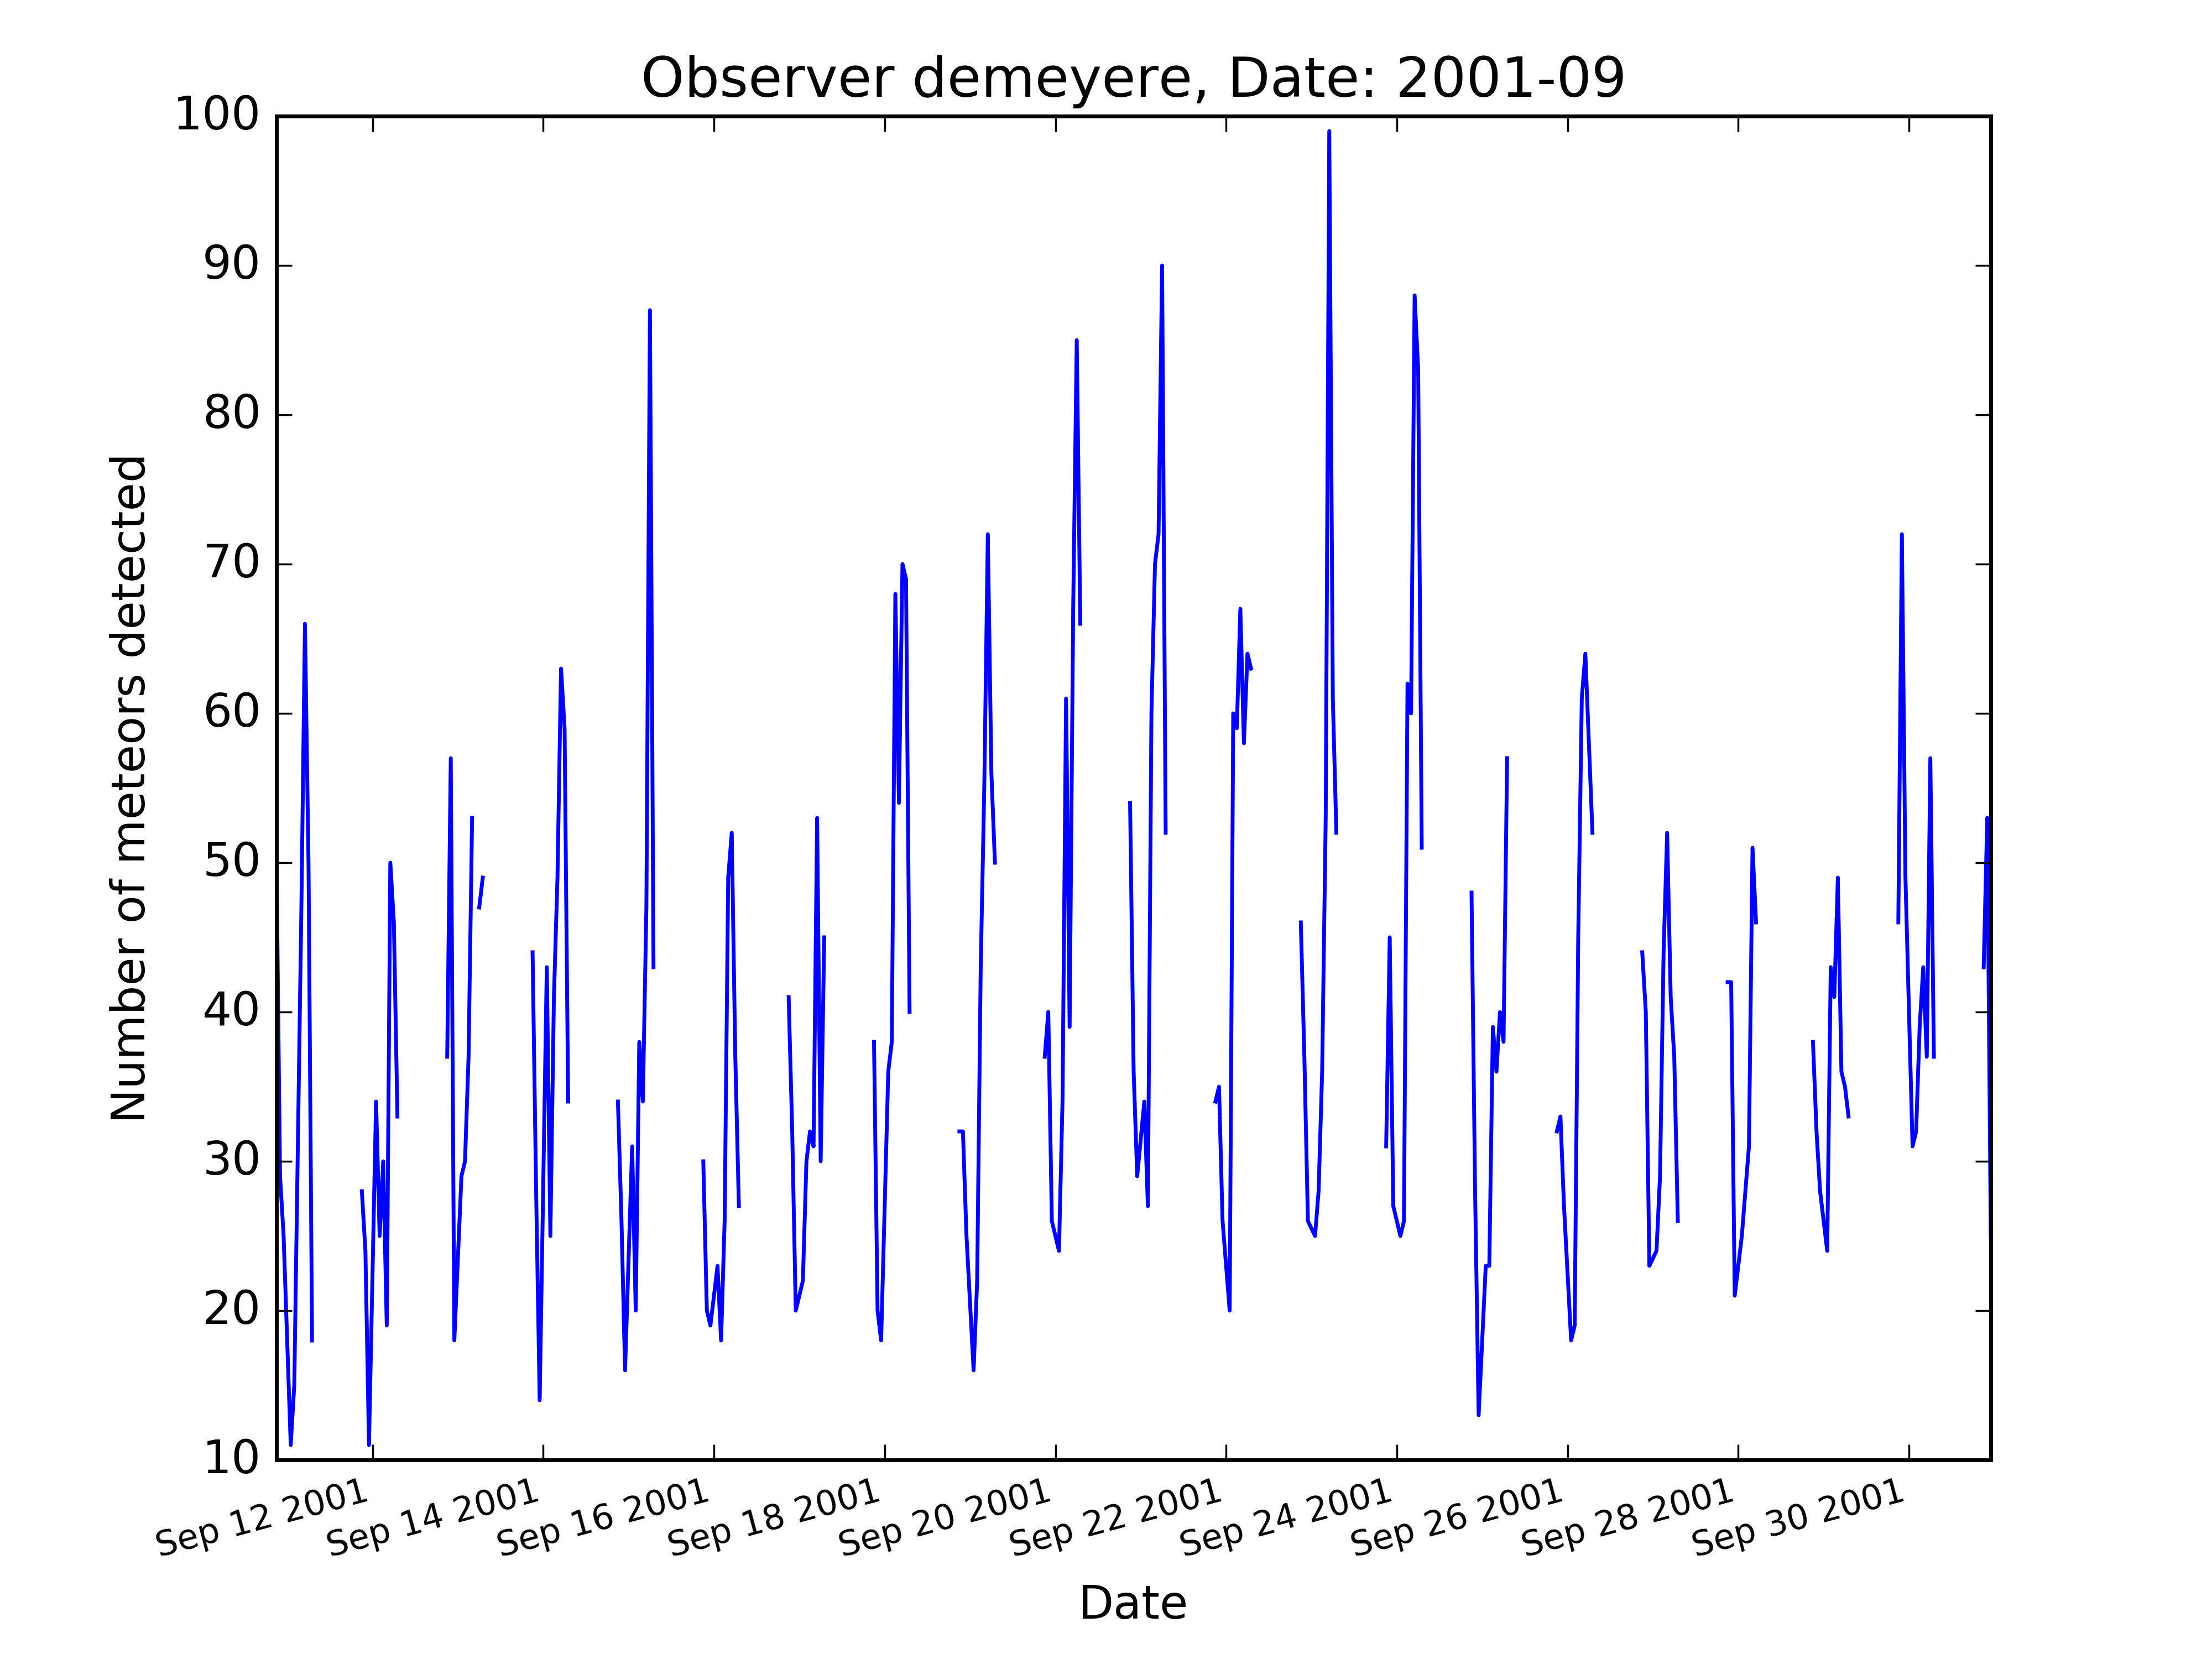 Observer demeyere, Date: 2001-09
100
90
80
70
60
50
40
30
20
10
Number of meteors detected
Sep 12 2001
Sep 14 2001
Sep 16 2001
Sep 18 2001
Sep 20 2001
Sep 22 2001
Sep 24 2001
Sep 26 2001
Sep 28 2001
Sep 30 2001
Date